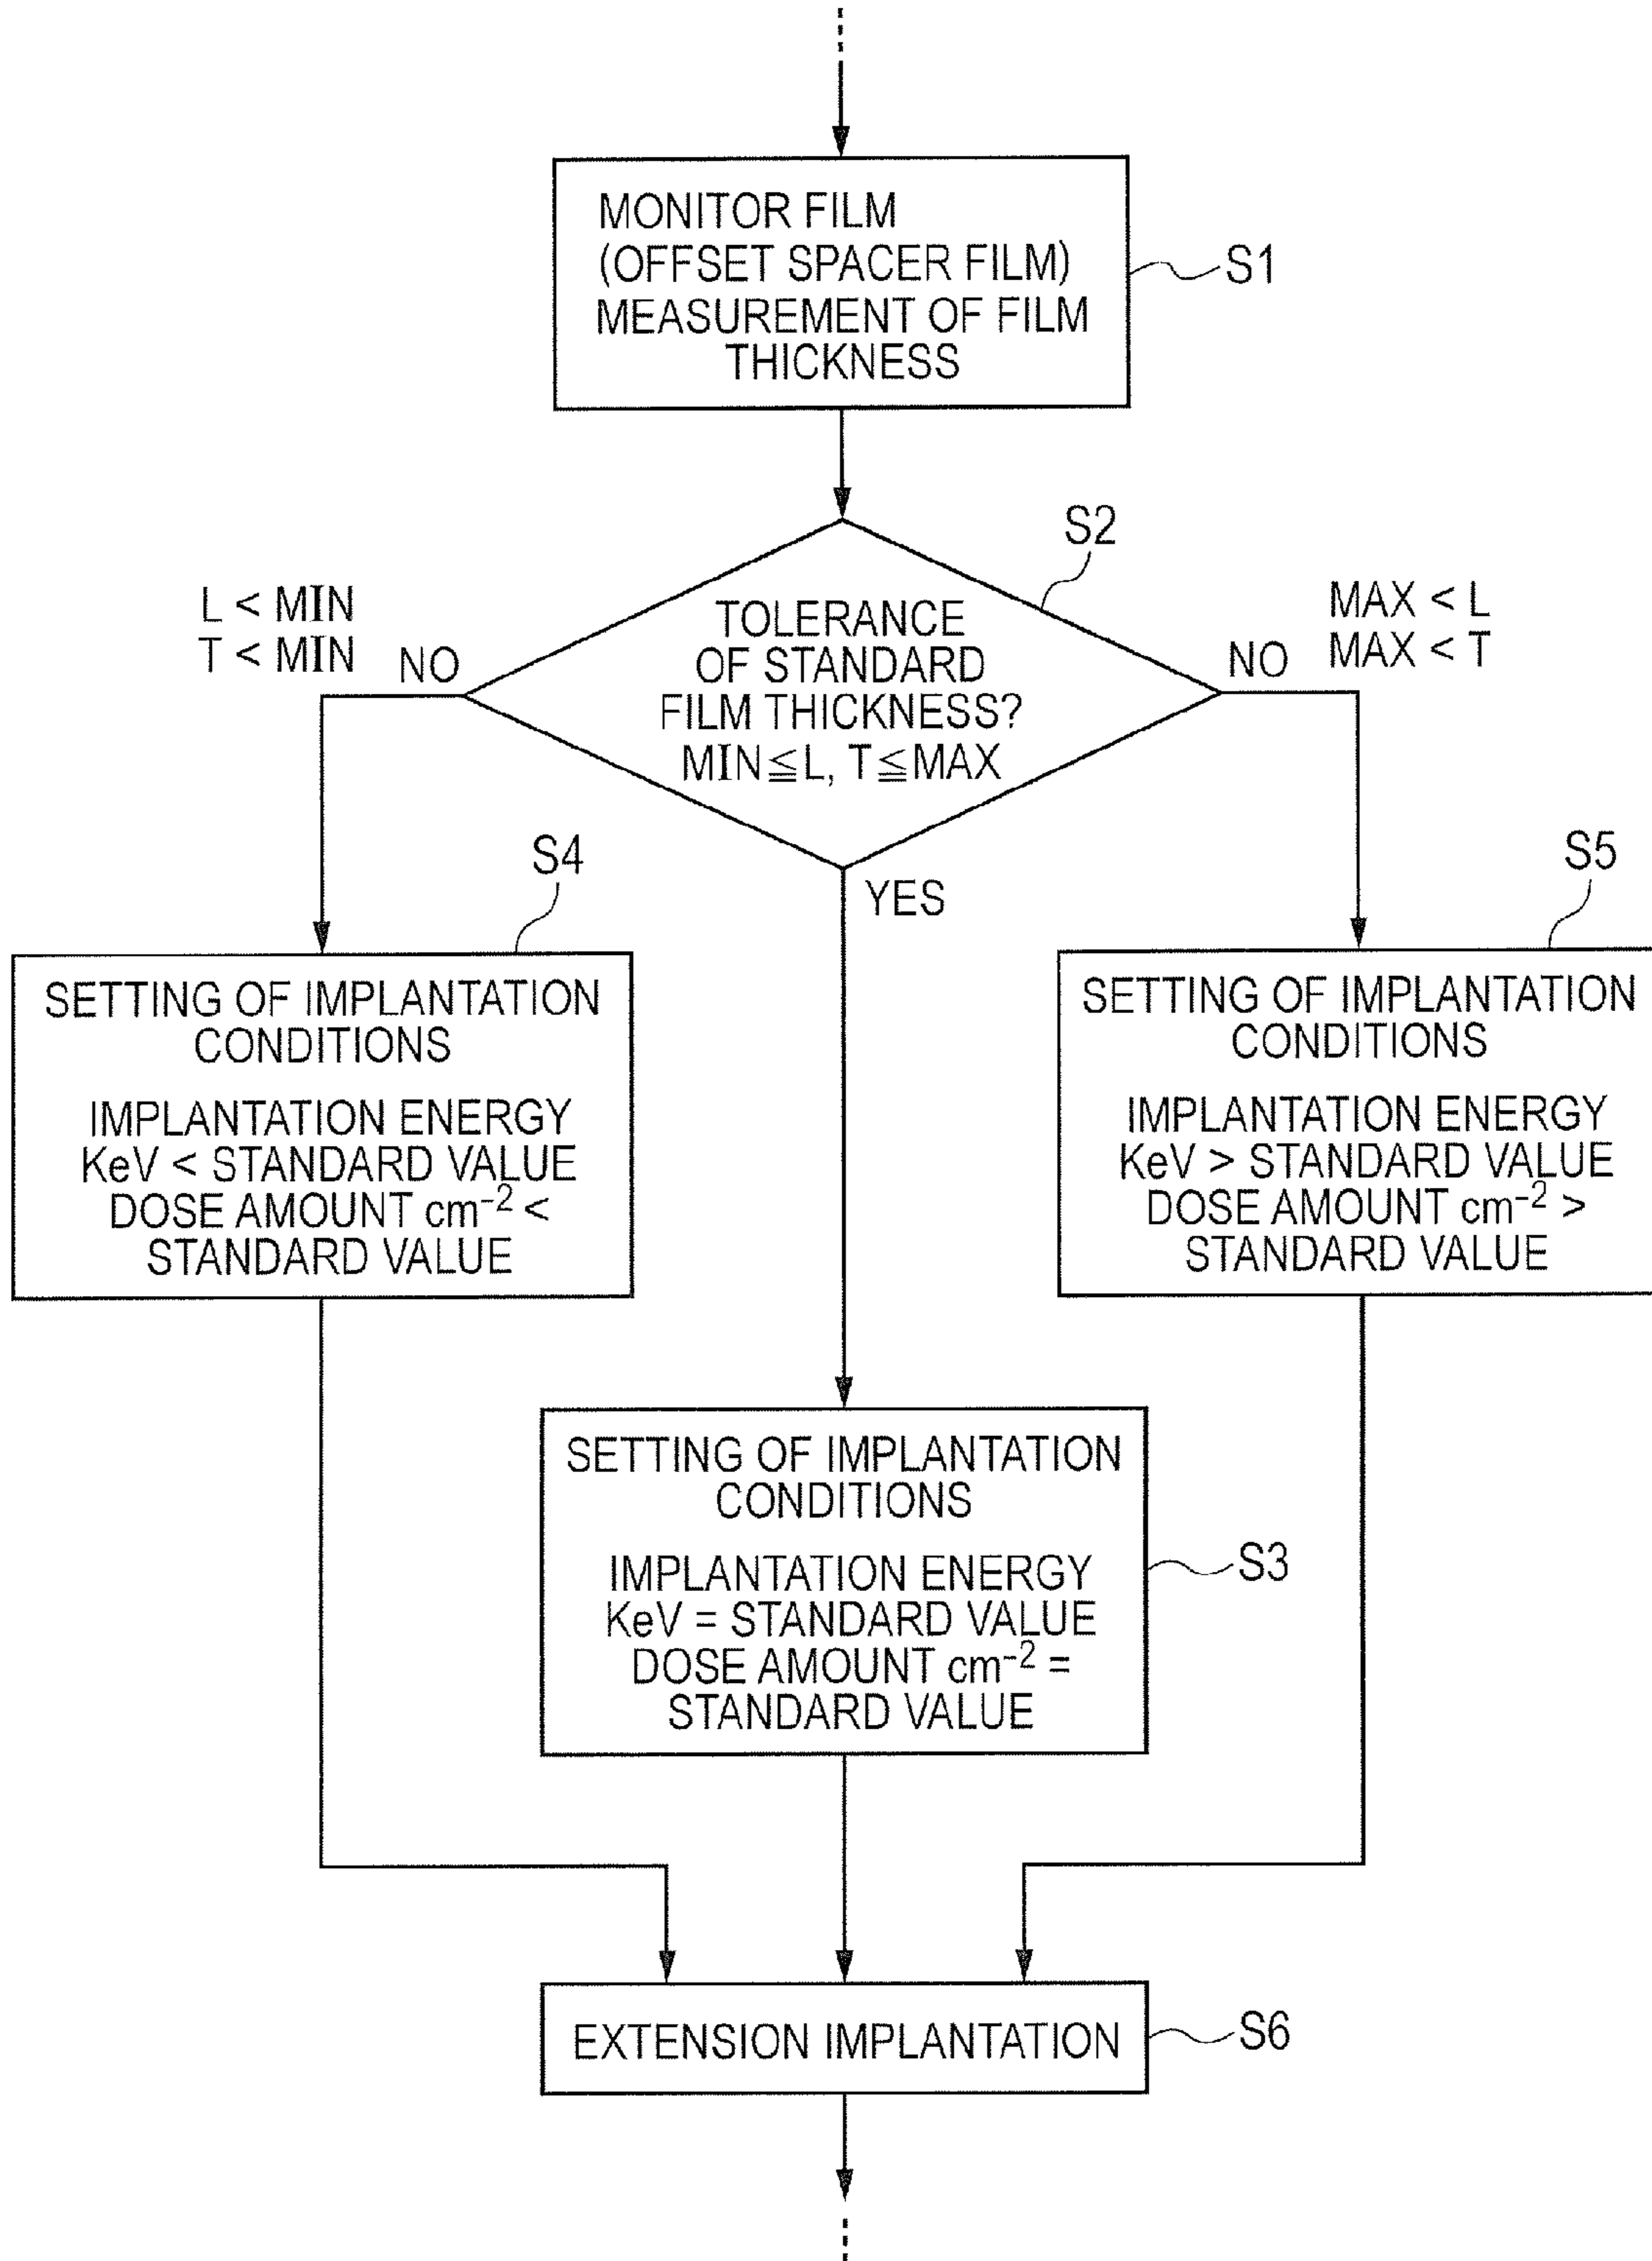 MONITOR FILM
(OFFSET SPACER FILM)
MEASUREMENT OF FILM
THICKNESS
S1
S2
L < MIN
T < MIN
NO
TOLERANCE
OF STANDARD
FILM THICKNESS?
MIN≦L, T≦MAX
NO
MAX < L
MAX < T
YES
S4
SETTING OF IMPLANTATION
CONDITIONS
IMPLANTATION ENERGY
KeV < STANDARD VALUE
DOSE AMOUNT cm⁻² <
STANDARD VALUE
S5
SETTING OF IMPLANTATION
CONDITIONS
IMPLANTATION ENERGY
KeV > STANDARD VALUE
DOSE AMOUNT cm⁻² >
STANDARD VALUE
SETTING OF IMPLANTATION
CONDITIONS
IMPLANTATION ENERGY
KeV = STANDARD VALUE
DOSE AMOUNT cm⁻² =
STANDARD VALUE
S3
EXTENSION IMPLANTATION
S6